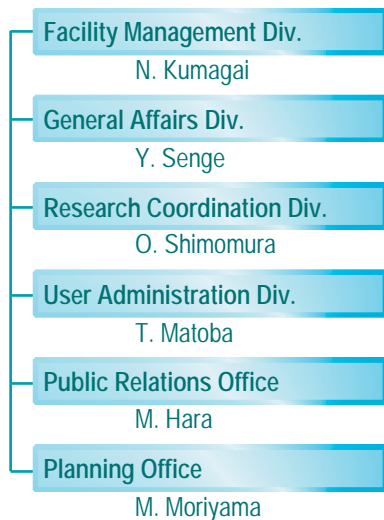 Facility Management Div.
N. Kumagai
General Affairs Div.
Y. Senge
Research Coordination Div.
O. Shimomura
User Administration Div.
T. Matoba
Public Relations Office
M. Hara
Planning Office
M. Moriyama